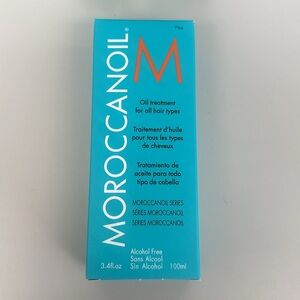 MOROCCANOIL
M
Oil treatment
for all hair types
Traitement d'huile
pour tous les types
de cheveux
Tratamiento de
aceite para todo
tipo de cabello
MOROCCANOIL SERIES
SÉRIES MOROCCANOIL
SERIES MOROCCANOIL
Alcohol Free
Sans Alcool
3.4fl.oz Sin Alcohol 100ml